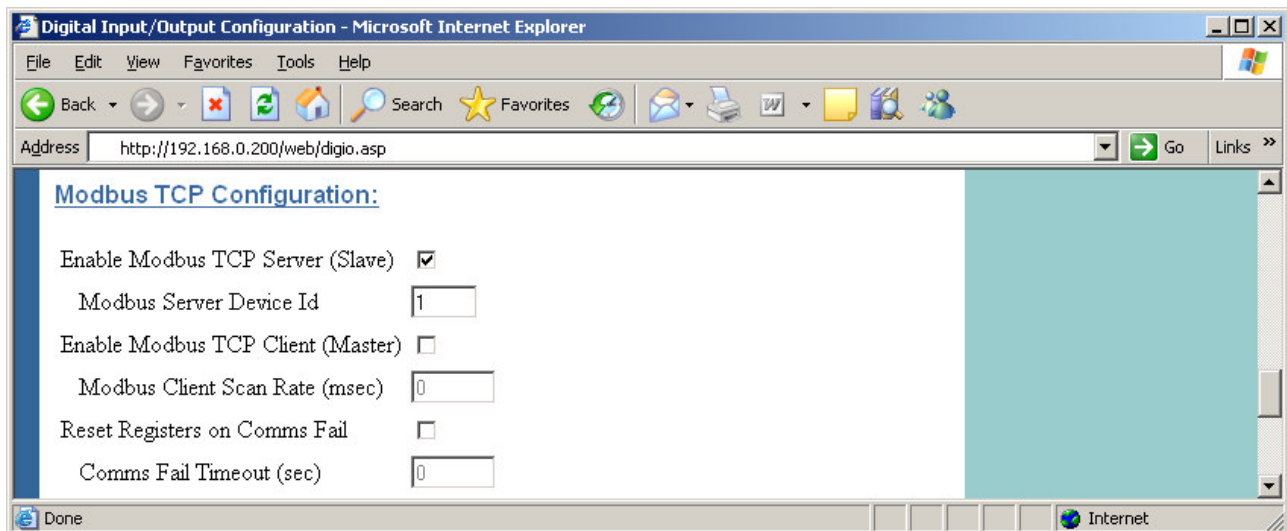 Digital Input/Output Configuration - Microsoft Internet Explorer
File Edit View Favorites Tools Help
Back Search Favorites W
Address http://192.168.0.200/web/digio.asp Go Links »
Modbus TCP Configuration:
Enable Modbus TCP Server (Slave)
Modbus Server Device Id 1
Enable Modbus TCP Client (Master)
Modbus Client Scan Rate (msec) 0
Reset Registers on Comms Fail
Comms Fail Timeout (sec) 0
Done Internet